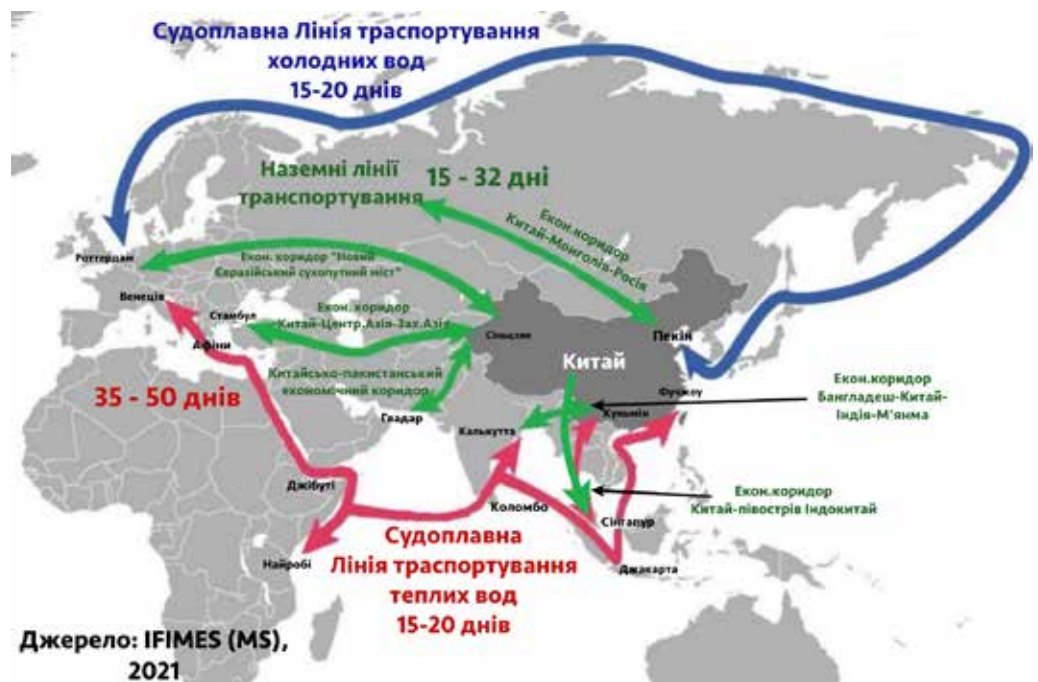 Судоплавна Лінія траспортування
холодних вод
15-20 днів
Наземні лінії
транспортування
15 - 32 дні
Екон.коридор
Китай-Монголія-Росія
Роттердам
Екон. коридор "Новий
Євразійський сухопутний міст"
Венеція
Стамбул
Екон. коридор
Китай-Центр.Азія-Зах.Азія
Сіньцзян
Пекін
Афіни
Китай
Китайсько-пакистанський
економічний коридор
35 - 50 днів
Фучжоу
Екон.коридор
Бангладеш-Китай-
Індія-М'янма
Гвадар
Куньмін
Калькутта
Джібуті
Коломбо
Екон.коридор
Китай-півострів Індокитай
Сінгапур
Судоплавна
Лінія траспортування
теплих вод
15-20 днів
Найробі
Джакарта
Джерело: IFIMES (MS),
2021